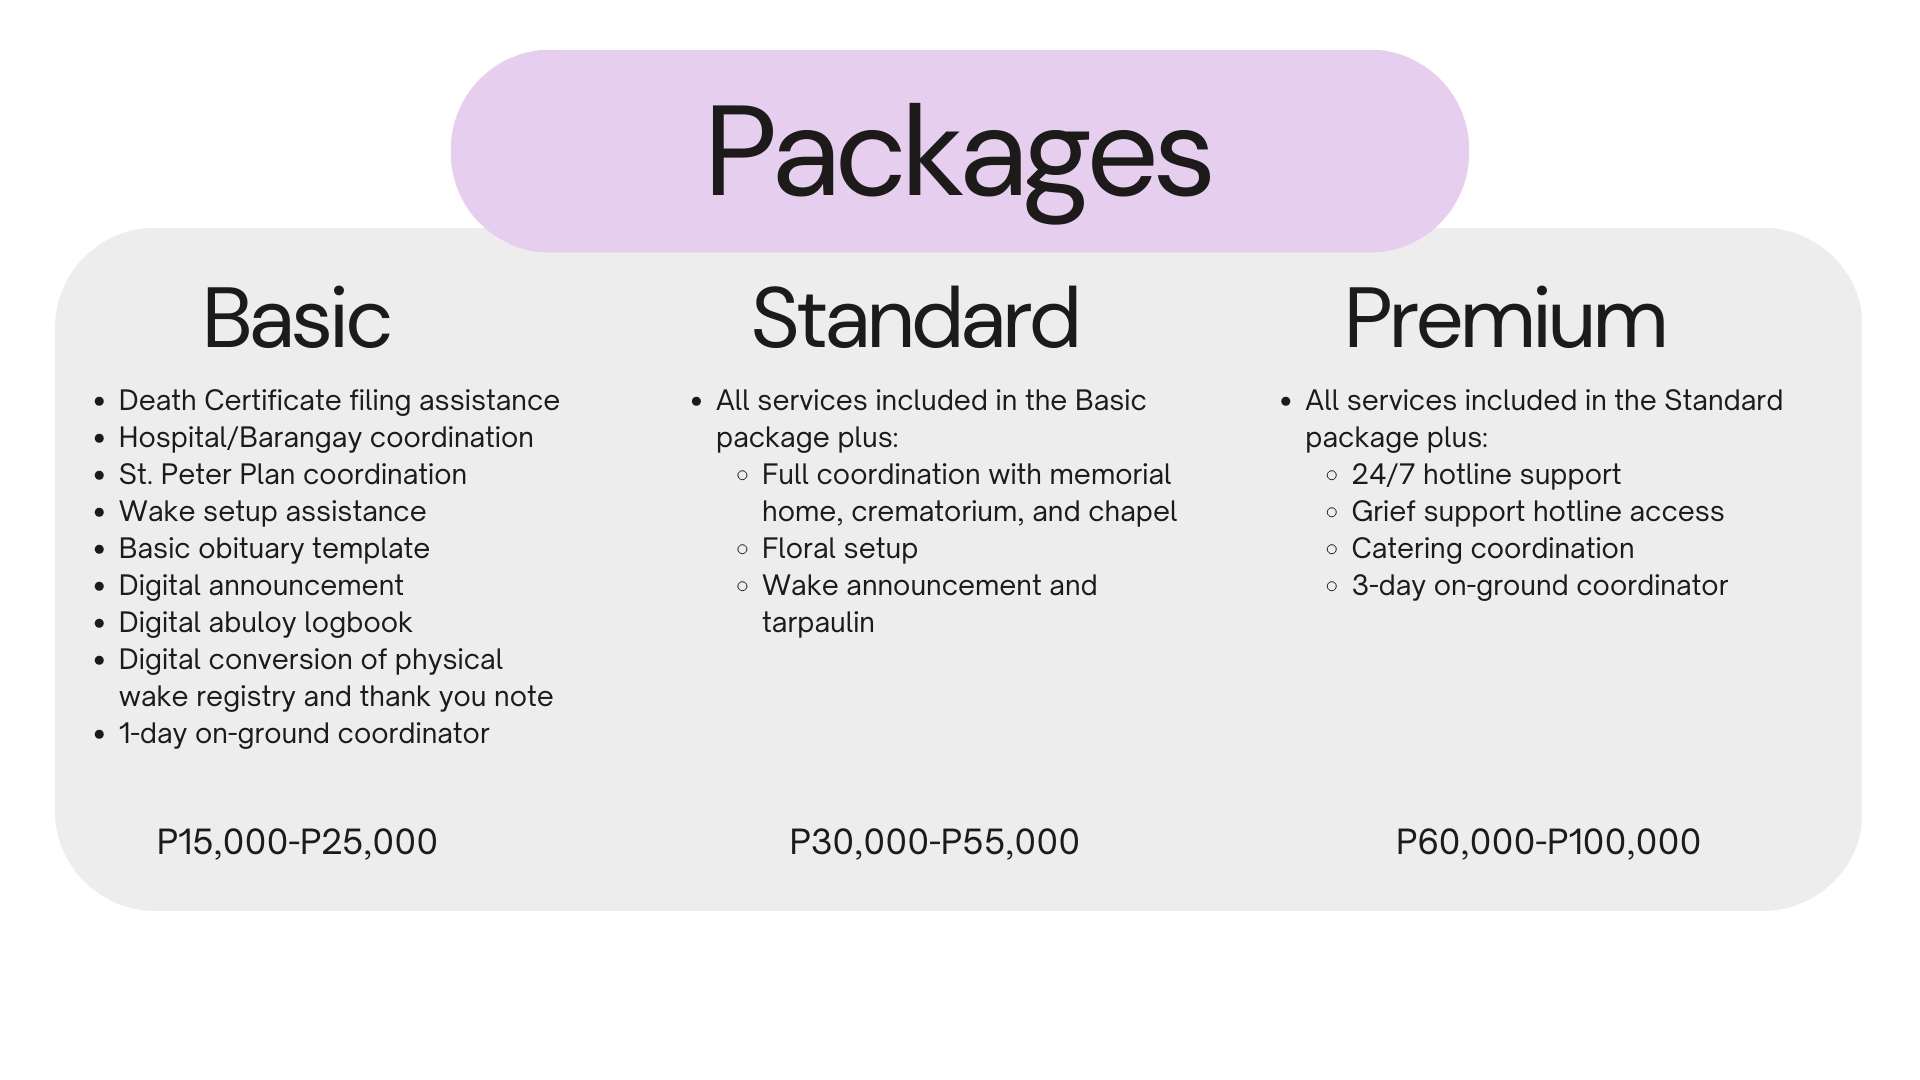 Packages
Basic
• Death Certificate filing assistance
• Hospital/Barangay coordination
• St. Peter Plan coordination
• Wake setup assistance
• Basic obituary template
• Digital announcement
• Digital abuloy logbook
• Digital conversion of physical
wake registry and thank you note
• 1-day on-ground coordinator
P15,000-P25,000
Standard
• All services included in the Basic
package plus:
◦ Full coordination with memorial
home, crematorium, and chapel
◦ Floral setup
◦ Wake announcement and
tarpaulin
P30,000-P55,000
Premium
• All services included in the Standard
package plus:
◦ 24/7 hotline support
◦ Grief support hotline access
◦ Catering coordination
◦ 3-day on-ground coordinator
P60,000-P100,000